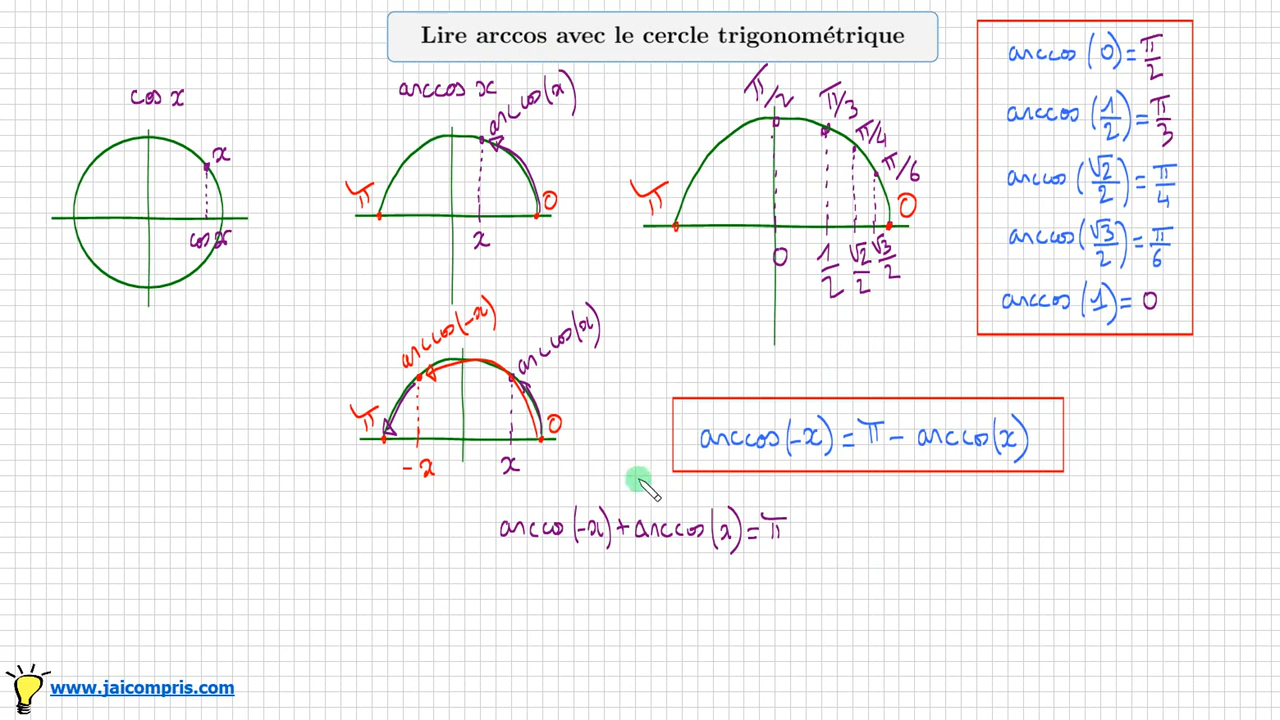 Lire arccos avec le cercle trigonométrique
cos x
x
cos x
arccos x
arccos(x)
π
0
x
π/2
π/3
π/4
π/6
π
0
0
1/2
√2/2
√3/2
arccos(0)=π/2
arccos(1/2)=π/3
arccos(√2/2)=π/4
arccos(√3/2)=π/6
arccos(1)=0
arccos(-x)
arccos(x)
π
0
-x
x
arccos(-x)=π-arccos(x)
arccos(-x)+arccos(x)=π
www.jaicompris.com